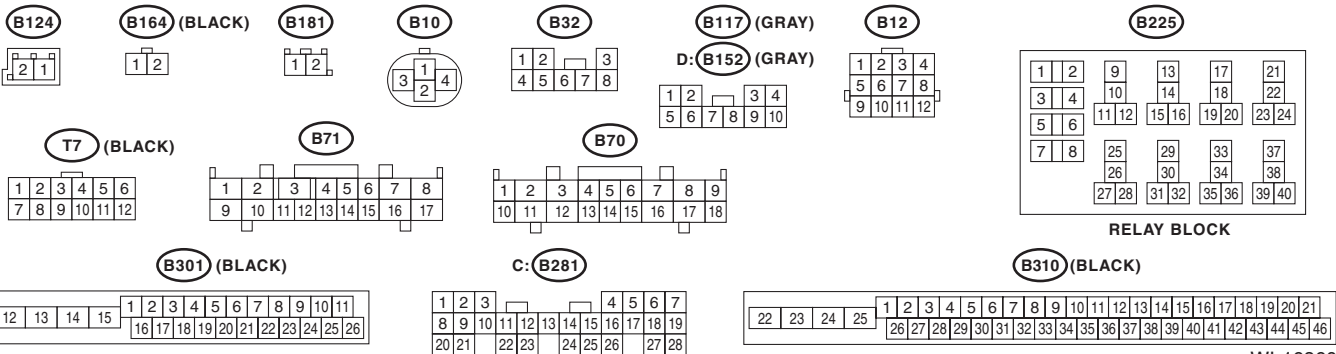 B124 B164 (BLACK) B181 B10 B32 B117 (GRAY) B12 B225
D: B152 (GRAY)
2 1
1 2
1 2
1
3 4
2
1 2 3
4 5 6 7 8
1 2 3 4
5 6 7 8 9 10
1 2 3 4
5 6 7 8
9 10 11 12
1 2 9 13 17 21
3 4 10 14 18 22
11 12 15 16 19 20 23 24
5 6
7 8 25 29 33 37
26 30 34 38
27 28 31 32 35 36 39 40
RELAY BLOCK
T7 (BLACK) B71 B70
1 2 3 4 5 6
7 8 9 10 11 12
1 2 3 4 5 6 7 8
9 10 11 12 13 14 15 16 17
1 2 3 4 5 6 7 8 9
10 11 12 13 14 15 16 17 18
B301 (BLACK) C: B281 B310 (BLACK)
12 13 14 15 1 2 3 4 5 6 7 8 9 10 11
16 17 18 19 20 21 22 23 24 25 26
1 2 3 4 5 6 7
8 9 10 11 12 13 14 15 16 17 18 19
20 21 22 23 24 25 26 27 28
22 23 24 25 1 2 3 4 5 6 7 8 9 10 11 12 13 14 15 16 17 18 19 20 21
26 27 28 29 30 31 32 33 34 35 36 37 38 39 40 41 42 43 44 45 46